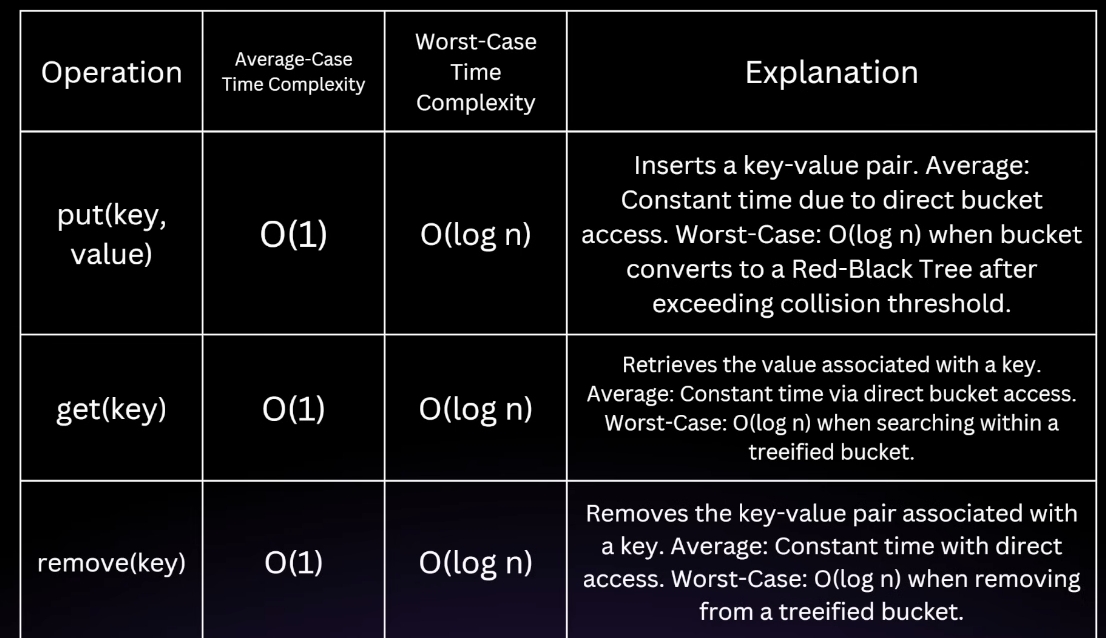 Operation
Average-Case
Time Complexity
Worst-Case
Time
Complexity
Explanation
put(key,
value)
O(1)
O(log n)
Inserts a key-value pair. Average:
Constant time due to direct bucket
access. Worst-Case: O(log n) when bucket
converts to a Red-Black Tree after
exceeding collision threshold.
get(key)
O(1)
O(log n)
Retrieves the value associated with a key.
Average: Constant time via direct bucket access.
Worst-Case: O(log n) when searching within a
treeified bucket.
remove(key)
O(1)
O(log n)
Removes the key-value pair associated with
a key. Average: Constant time with direct
access. Worst-Case: O(log n) when removing
from a treeified bucket.